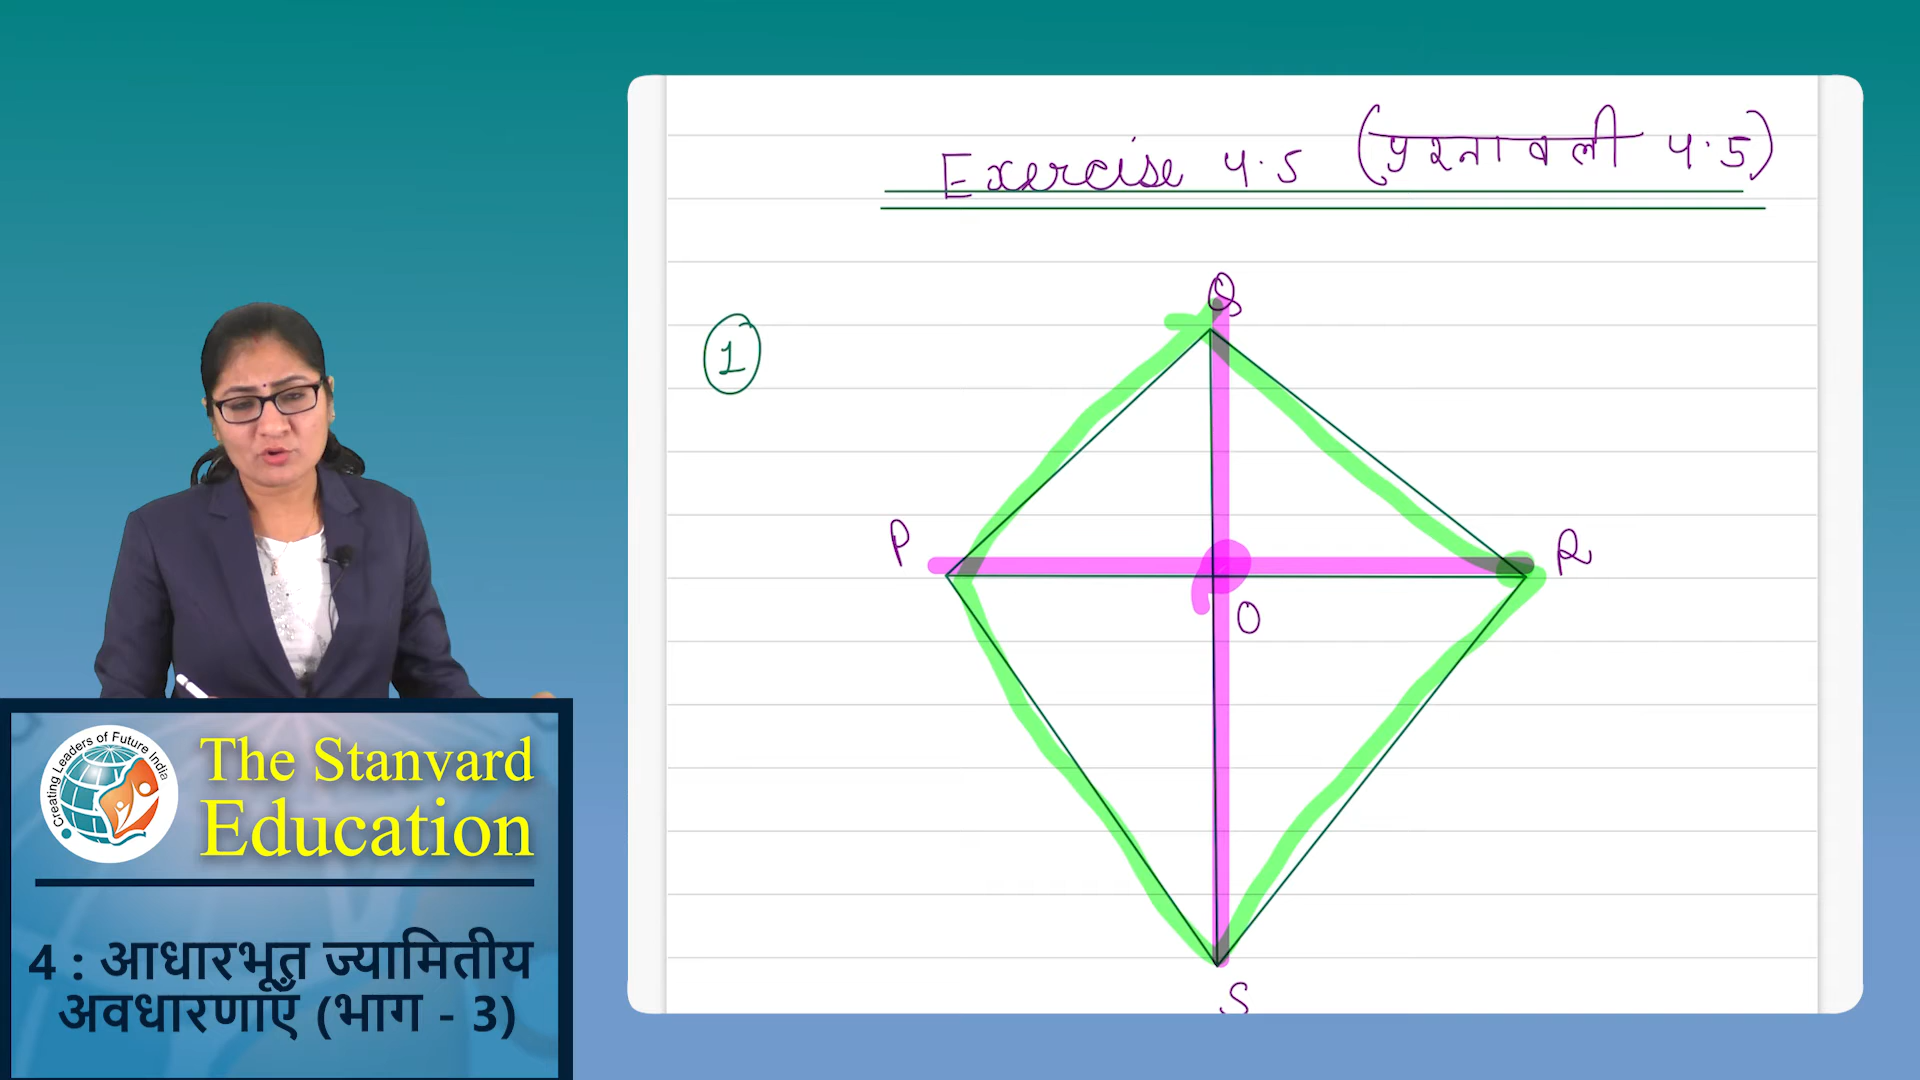 Exercise 4.5 (प्रश्नावली 4.5)
1
Q
P
R
O
S
Creating Leaders of Future India
The Stanvard
Education
4 : आधारभूत ज्यामितीय
अवधारणाएँ (भाग - 3)